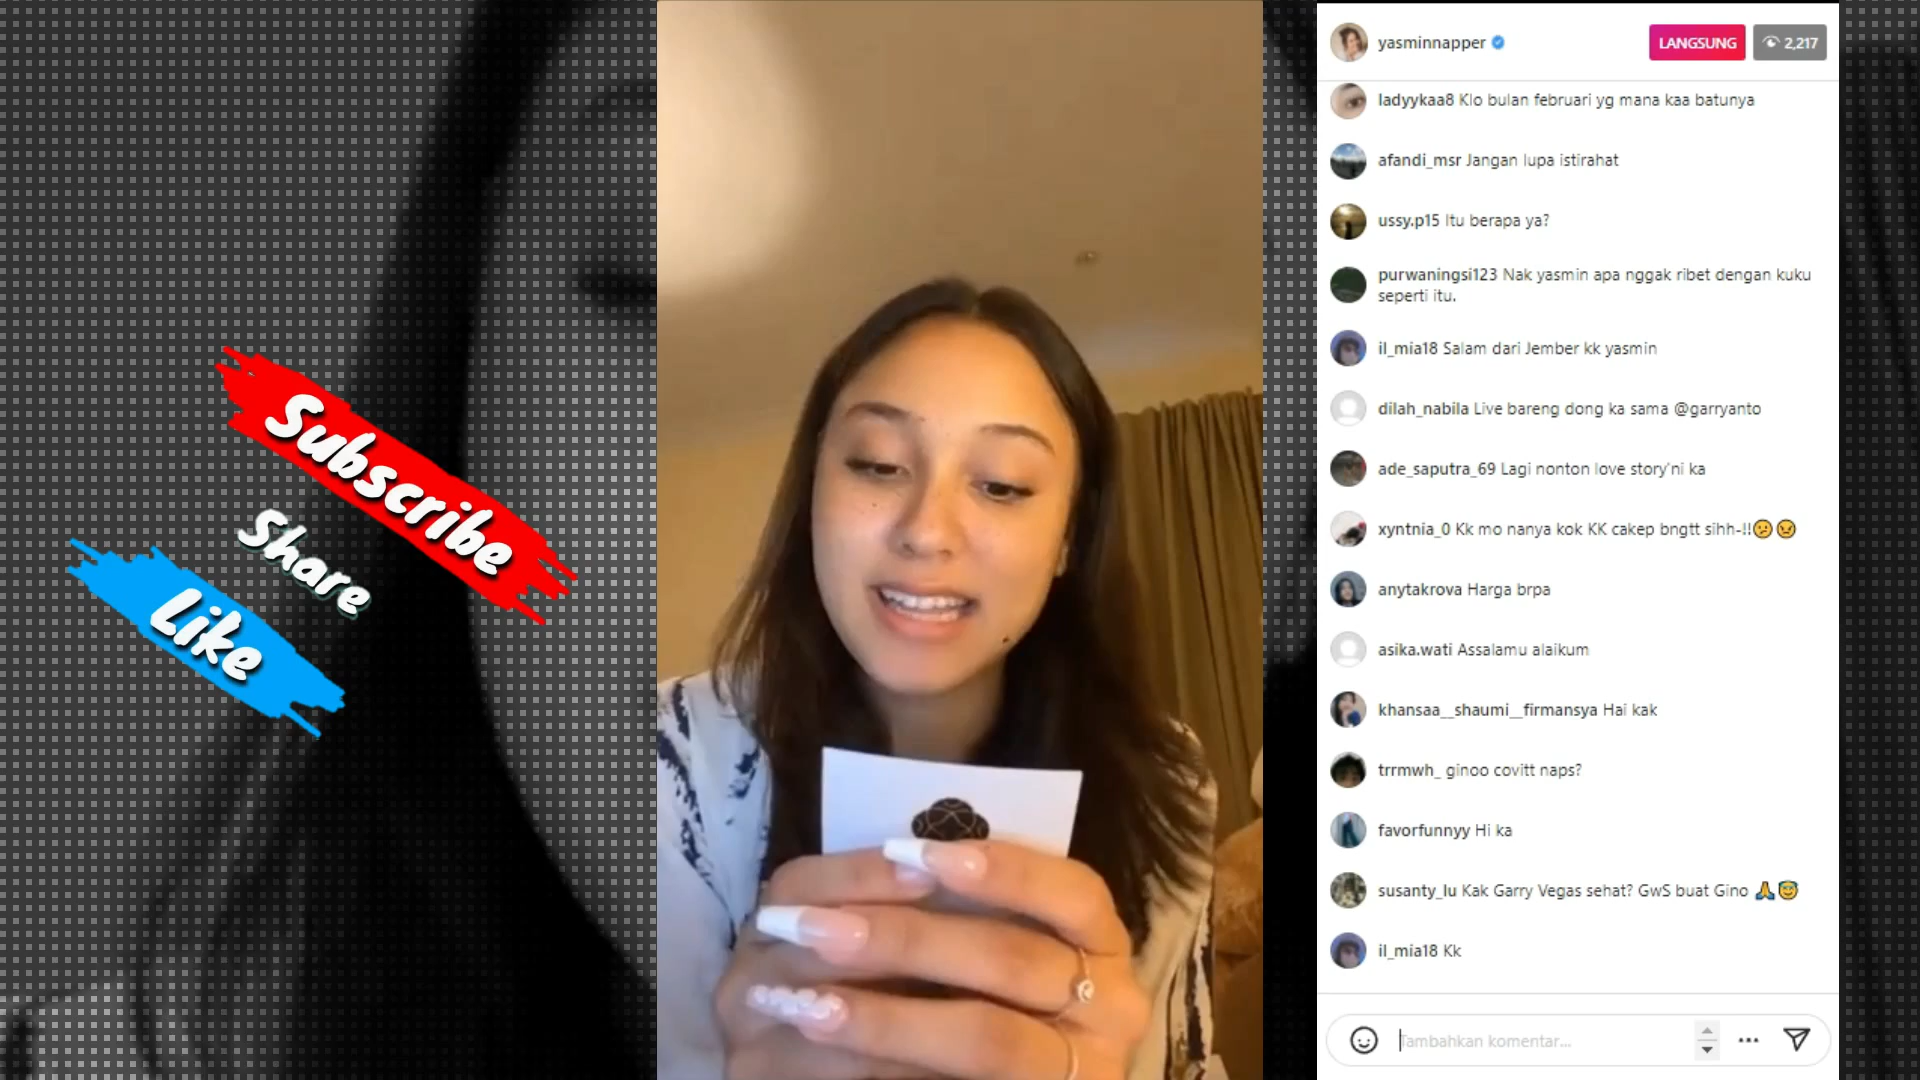 Subscribe
Share
Like
yasminnapper
LANGSUNG
2,217
ladyykaa8 Klo bulan februari yg mana kaa batunya
afandi_msr Jangan lupa istirahat
ussy.p15 Itu berapa ya?
purwaningsi123 Nak yasmin apa nggak ribet dengan kuku
seperti itu.
il_mia18 Salam dari Jember kk yasmin
dilah_nabila Live bareng dong ka sama @garryanto
ade_saputra_69 Lagi nonton love story'ni ka
xyntnia_0 Kk mo nanya kok KK cakep bngtt sihh-!!😕😠
anytakrova Harga brpa
asika.wati Assalamu alaikum
khansaa__shaumi__firmansya Hai kak
trrmwh_ ginoo covitt naps?
favorfunnyy Hi ka
susanty_lu Kak Garry Vegas sehat? GwS buat Gino 🙏😇
il_mia18 Kk
Tambahkan komentar...